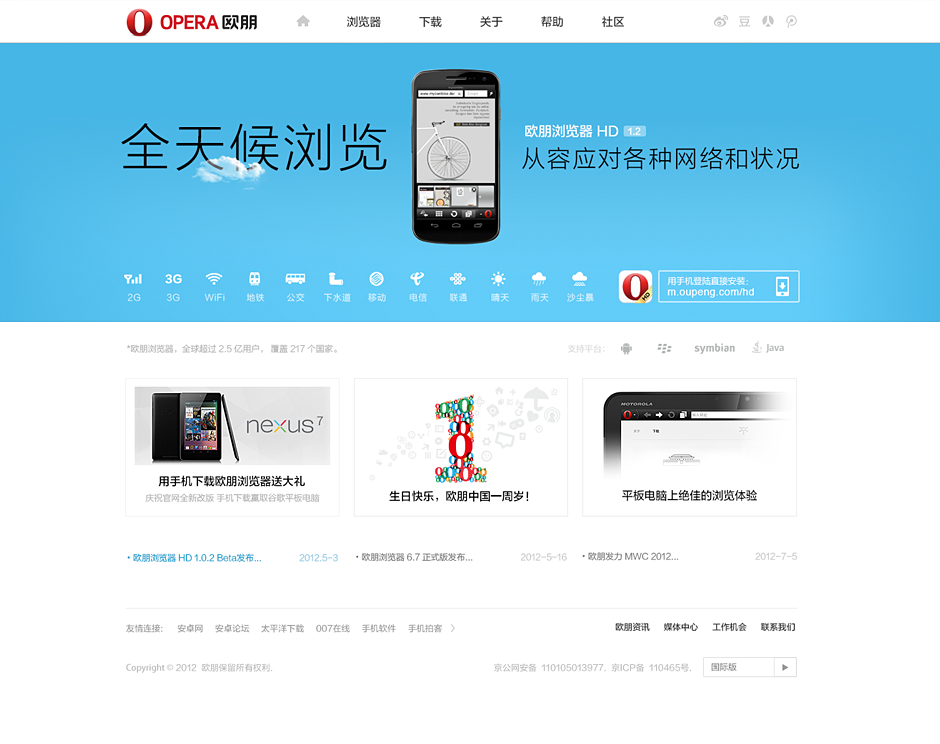 OPERA 欧朋
浏览器 下载 关于 帮助 社区
全天候浏览
欧朋浏览器 HD 1.2
从容应对各种网络和状况
3G
2G 3G WiFi 地铁 公交 下水道 移动 电信 联通 晴天 雨天 沙尘暴
HD
用手机登陆直接安装:
m.oupeng.com/hd
*欧朋浏览器，全球超过 2.5 亿用户， 覆盖 217 个国家。
支持平台: symbian Java
nexus 7
用手机下载欧朋浏览器送大礼
庆祝官网全新改版 手机下载赢取谷歌平板电脑
生日快乐，欧朋中国一周岁！
MOTOROLA
平板电脑上绝佳的浏览体验
· 欧朋浏览器 HD 1.0.2 Beta发布... 2012.5-3
· 欧朋浏览器 6.7 正式版发布... 2012-5-16
· 欧朋发力 MWC 2012... 2012-7-5
友情连接: 安卓网 安卓论坛 太平洋下载 007在线 手机软件 手机拍客
欧朋资讯 媒体中心 工作机会 联系我们
Copyright © 2012 欧朋保留所有权利.
京公网安备 110105013977. 京ICP备 110465号.
国际版